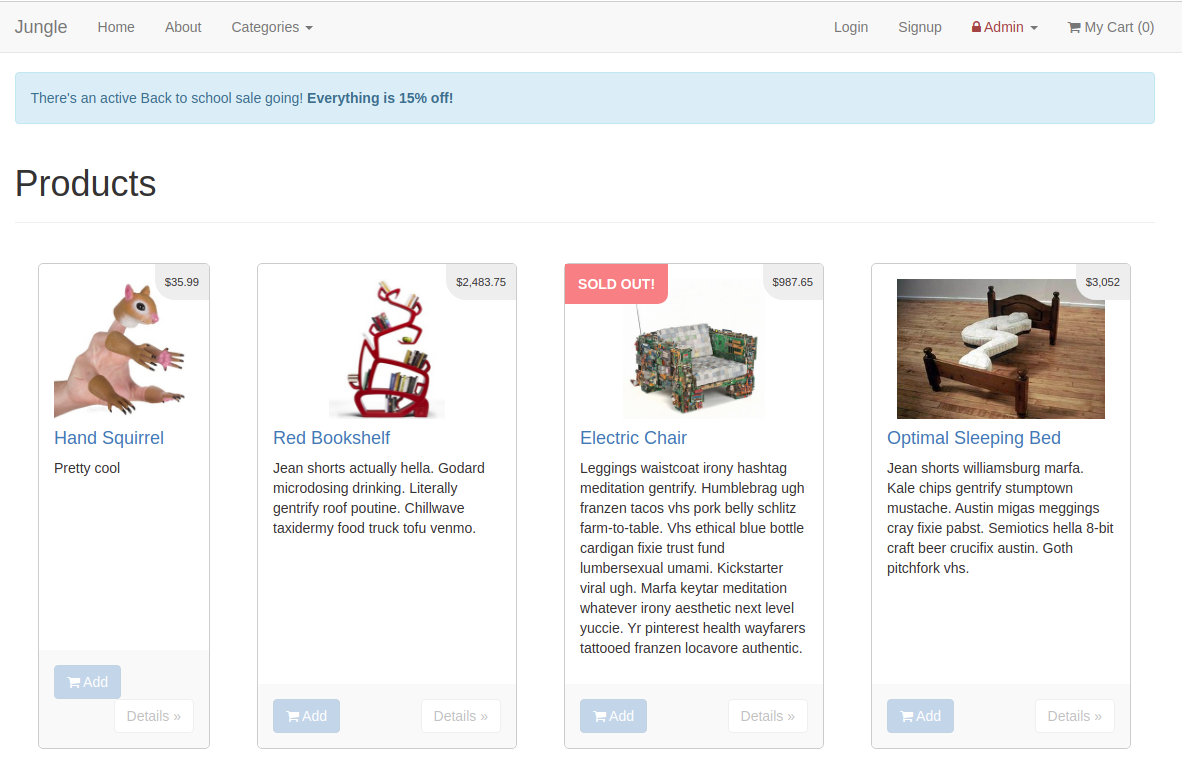 Jungle Home About Categories Login Signup Admin My Cart (0)
There's an active Back to school sale going! Everything is 15% off!
Products
$35.99
Hand Squirrel
Pretty cool
Add
Details »
$2,483.75
Red Bookshelf
Jean shorts actually hella. Godard
microdosing drinking. Literally
gentrify roof poutine. Chillwave
taxidermy food truck tofu venmo.
Add Details »
SOLD OUT! $987.65
Electric Chair
Leggings waistcoat irony hashtag
meditation gentrify. Humblebrag ugh
franzen tacos vhs pork belly schlitz
farm-to-table. Vhs ethical blue bottle
cardigan fixie trust fund
lumbersexual umami. Kickstarter
viral ugh. Marfa keytar meditation
whatever irony aesthetic next level
yuccie. Yr pinterest health wayfarers
tattooed franzen locavore authentic.
Add Details »
$3,052
Optimal Sleeping Bed
Jean shorts williamsburg marfa.
Kale chips gentrify stumptown
mustache. Austin migas meggings
cray fixie pabst. Semiotics hella 8-bit
craft beer crucifix austin. Goth
pitchfork vhs.
Add Details »